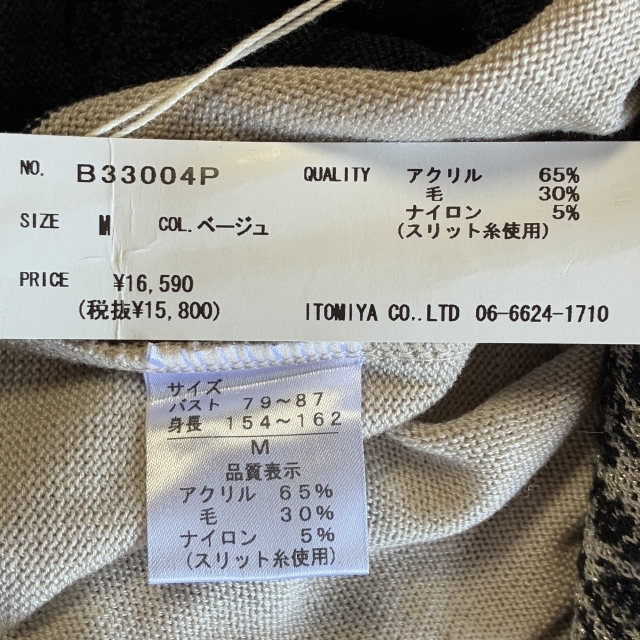 NO. B33004P QUALITY アクリル 65%
毛 30%
SIZE M COL.ベージュ ナイロン 5%
(スリット糸使用)
PRICE ¥16,590
(税抜¥15,800) ITOMIYA CO..LTD 06-6624-1710
サイズ
バスト 79～87
身長 154～162
M
品質表示
アクリル 65%
毛 30%
ナイロン 5%
(スリット糸使用)